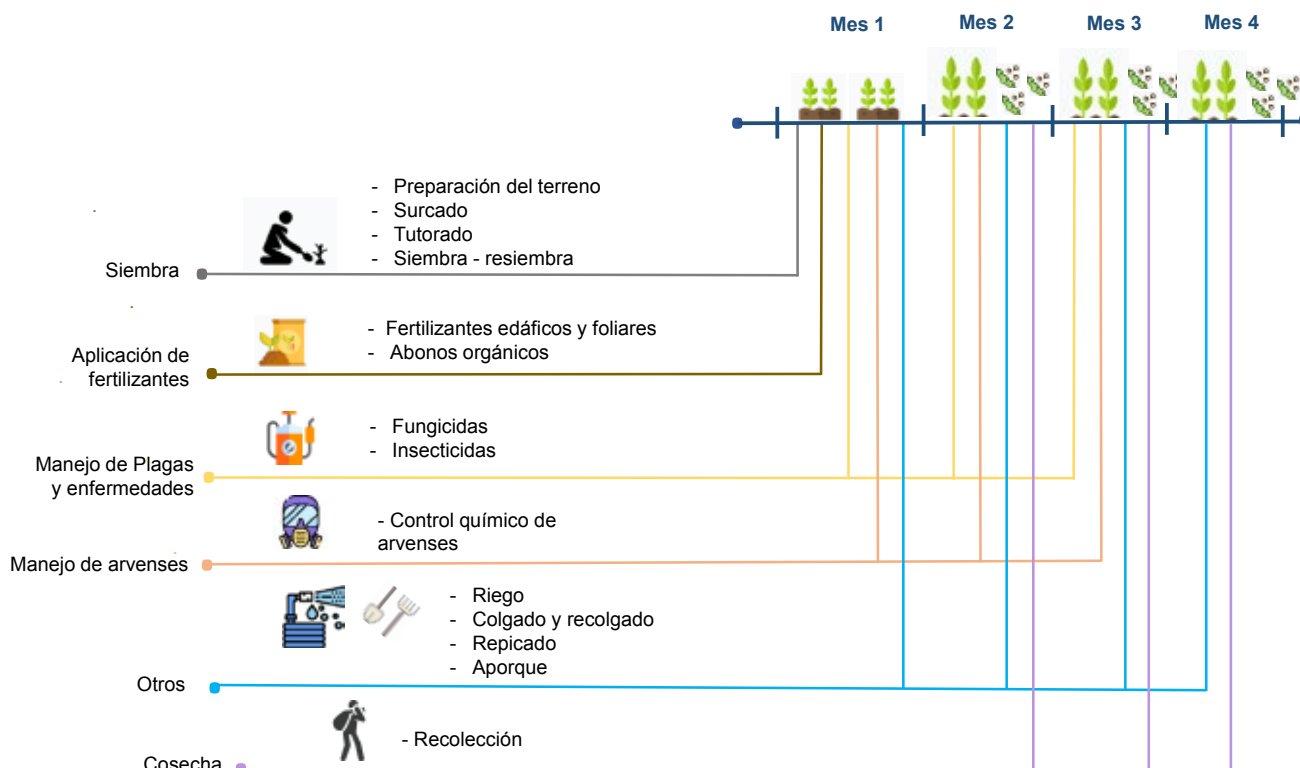 Mes 1
Mes 2
Mes 3
Mes 4
- Preparación del terreno
- Surcado
- Tutorado
- Siembra - resiembra
Siembra
- Fertilizantes edáficos y foliares
- Abonos orgánicos
Aplicación de
fertilizantes
- Fungicidas
- Insecticidas
Manejo de Plagas
y enfermedades
- Control químico de
arvenses
Manejo de arvenses
- Riego
- Colgado y recolgado
- Repicado
- Aporque
Otros
- Recolección
Cosecha